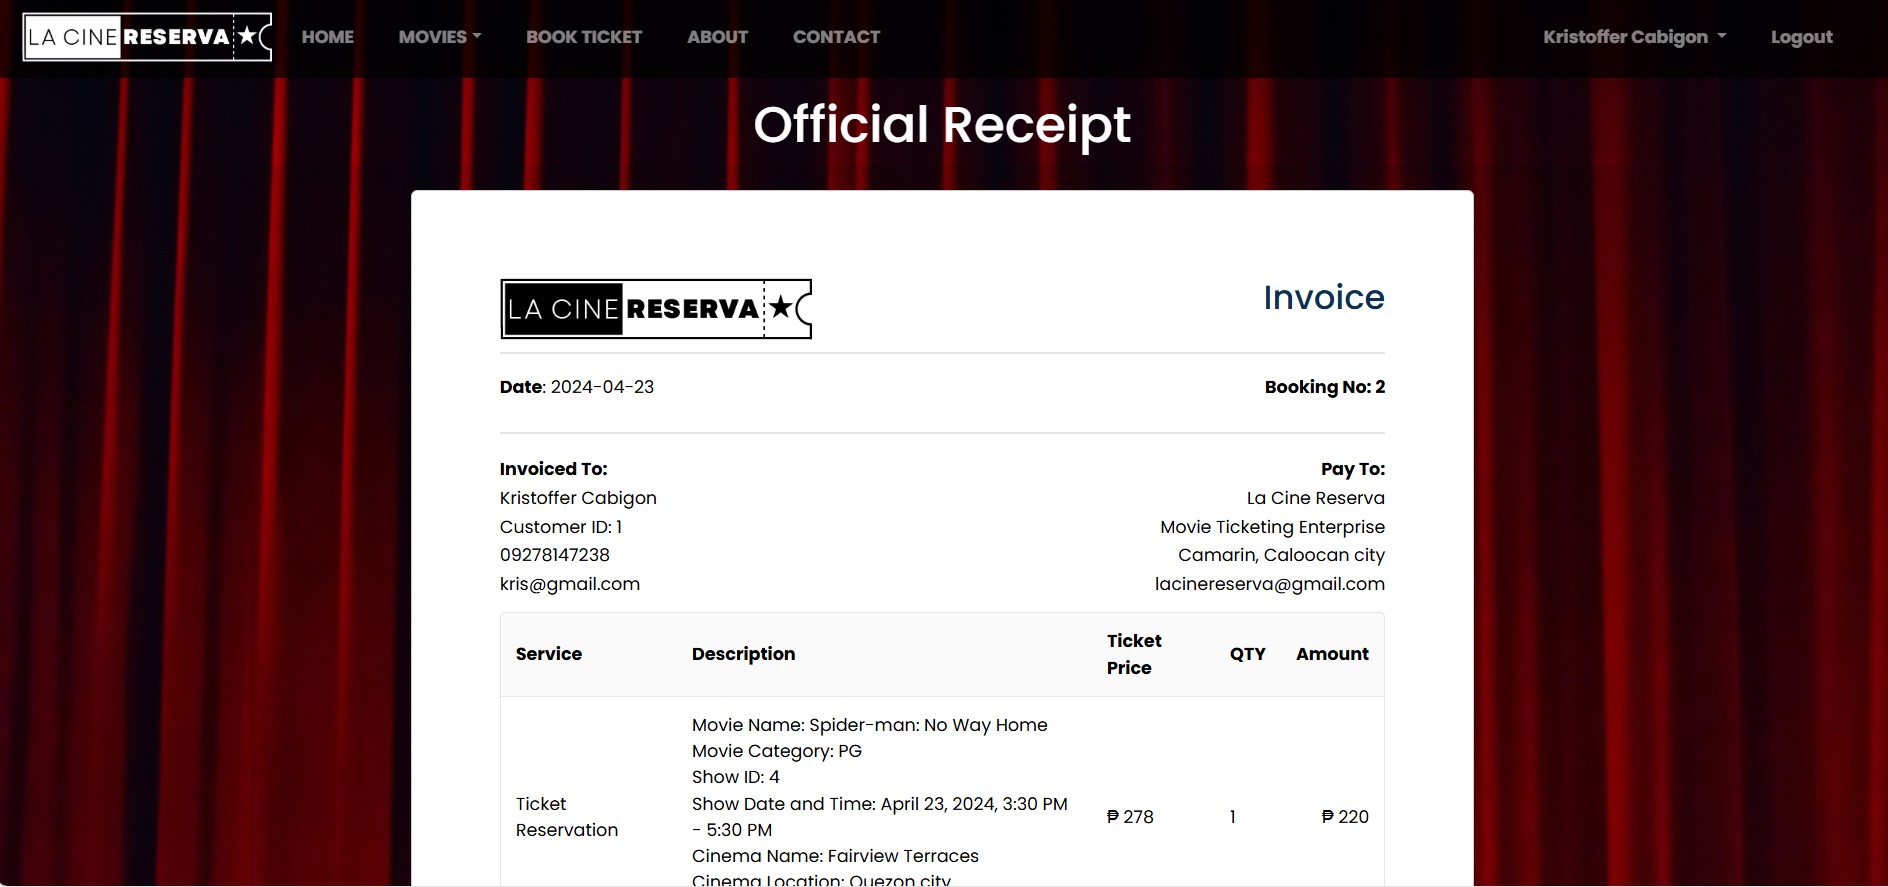 LA CINE RESERVA HOME MOVIES BOOK TICKET ABOUT CONTACT Kristoffer Cabigon Logout
Official Receipt
LA CINE RESERVA Invoice
Date: 2024-04-23 Booking No: 2
Invoiced To: Pay To:
Kristoffer Cabigon La Cine Reserva
Customer ID: 1 Movie Ticketing Enterprise
09278147238 Camarin, Caloocan city
kris@gmail.com lacinereserva@gmail.com
Service Description Ticket Price QTY Amount
Movie Name: Spider-man: No Way Home
Movie Category: PG
Show ID: 4
Ticket Reservation Show Date and Time: April 23, 2024, 3:30 PM
- 5:30 PM ₱ 278 1 ₱ 220
Cinema Name: Fairview Terraces
Cinema Location: Quezon city